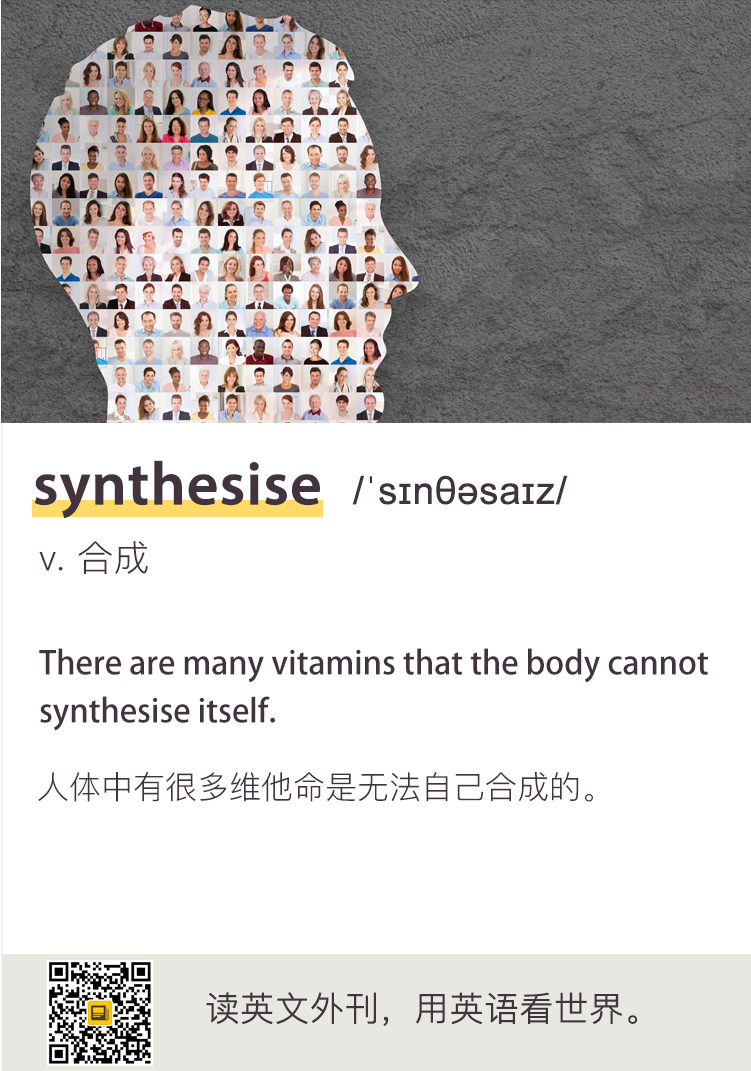 synthesise /ˈsɪnθəsaɪz/
v. 合成
There are many vitamins that the body cannot
synthesise itself.
人体中有很多维他命是无法自己合成的。
读英文外刊，用英语看世界。